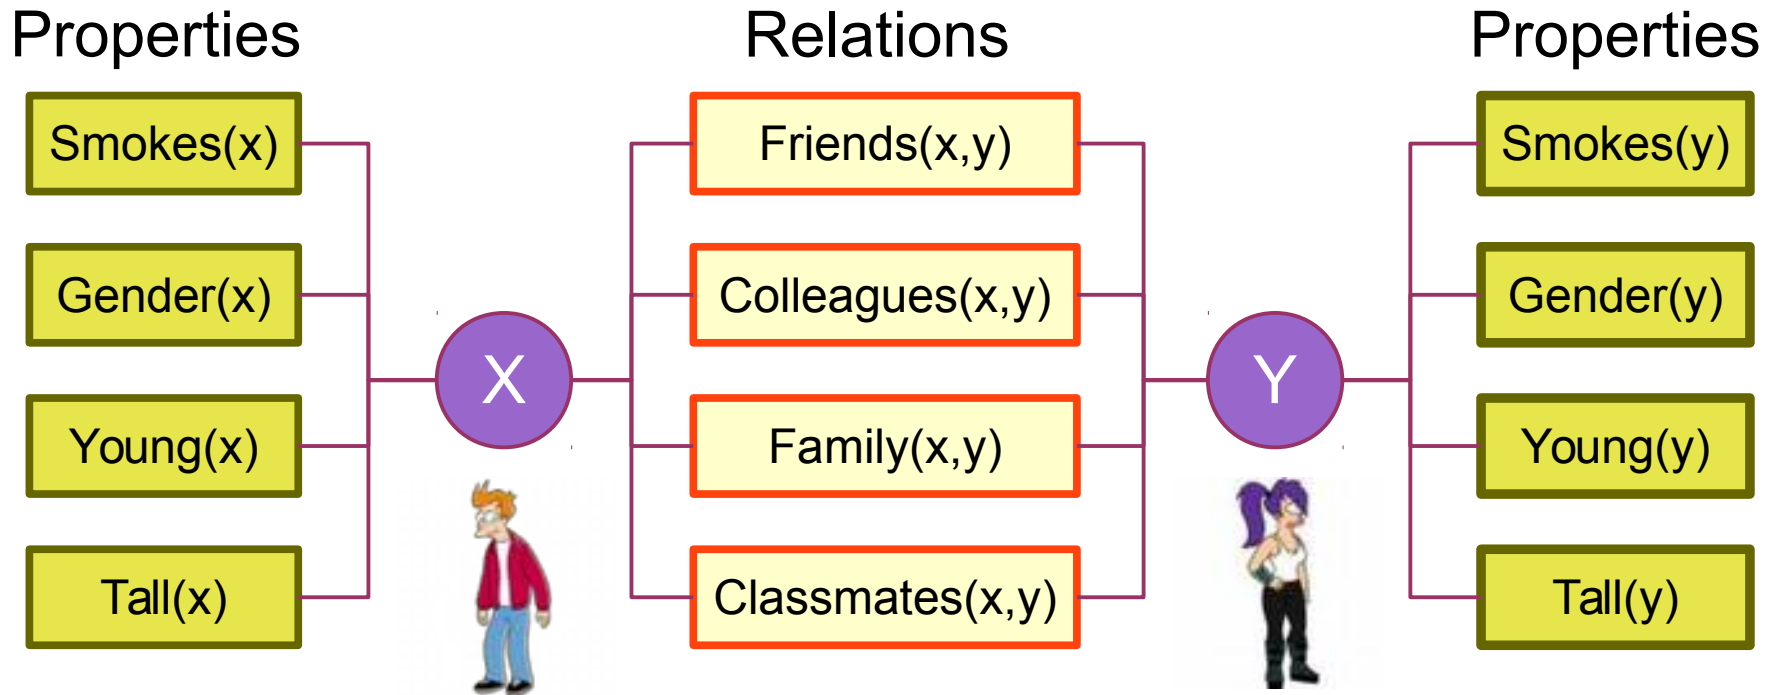 Properties Relations Properties
Smokes(x) Friends(x,y) Smokes(y)
Gender(x) Colleagues(x,y) Gender(y)
X Y
Young(x) Family(x,y) Young(y)
Tall(x) Classmates(x,y) Tall(y)